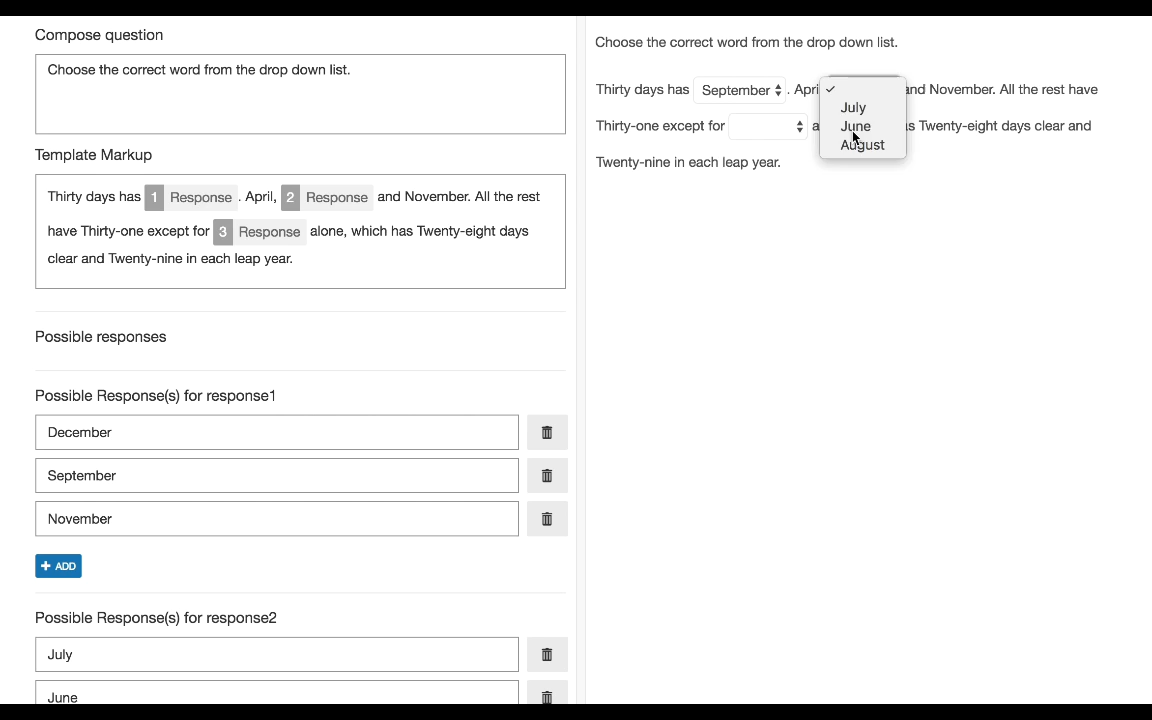 Compose question
Choose the correct word from the drop down list.
Template Markup
Thirty days has 1 Response . April, 2 Response and November. All the rest
have Thirty-one except for 3 Response alone, which has Twenty-eight days
clear and Twenty-nine in each leap year.
Possible responses
Possible Response(s) for response1
December
September
November
+ ADD
Possible Response(s) for response2
July
June
Choose the correct word from the drop down list.
Thirty days has September . Apri and November. All the rest have
Thirty-one except for a s Twenty-eight days clear and
Twenty-nine in each leap year.
July
June
August